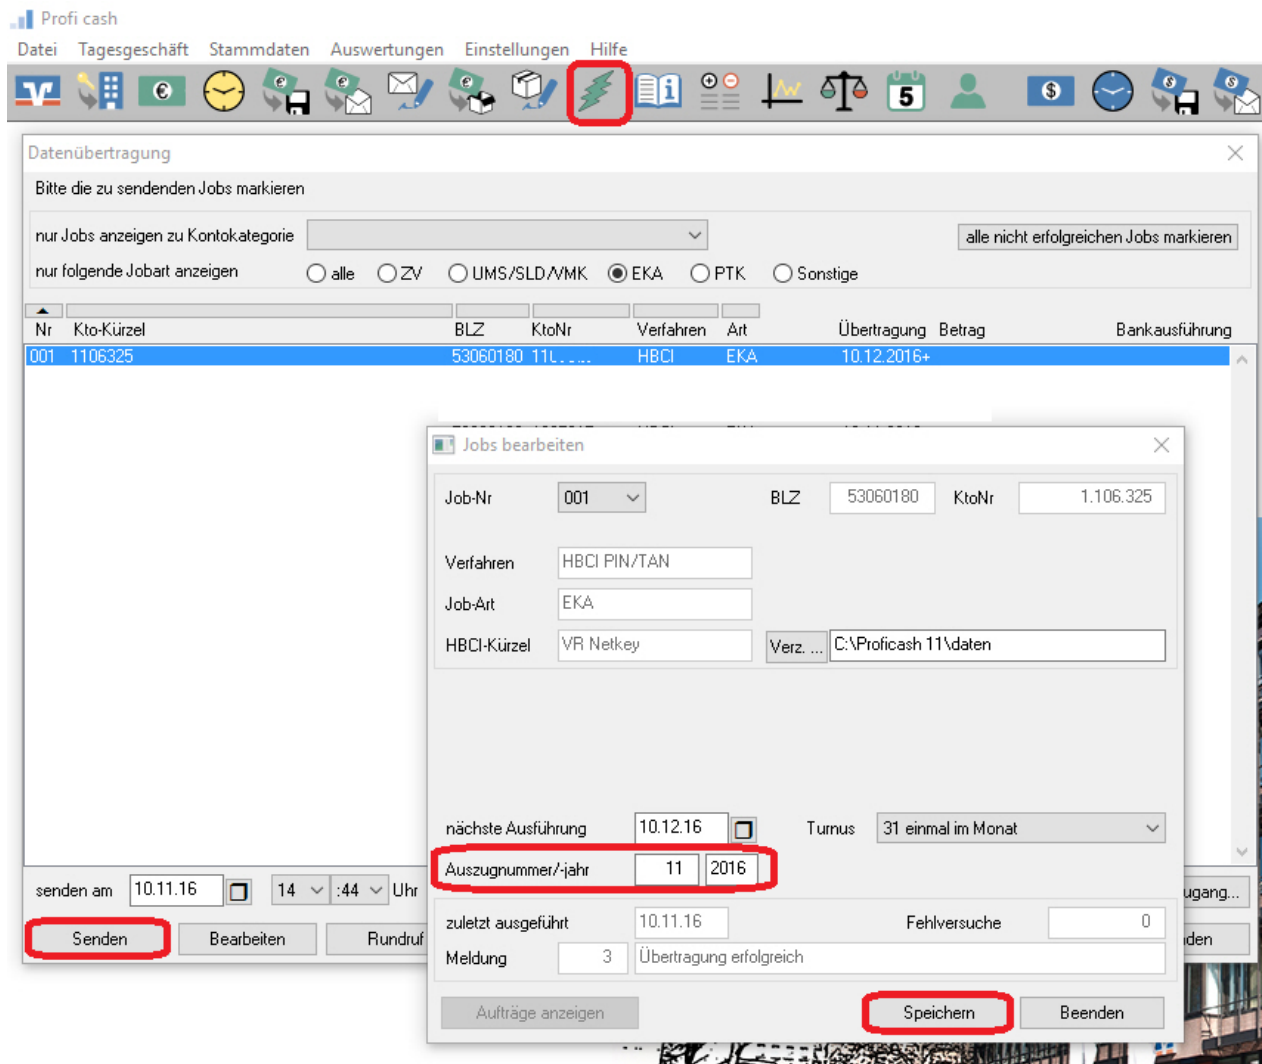 Profi cash
Datei Tagesgeschäft Stammdaten Auswertungen Einstellungen Hilfe
5
Datenübertragung
Bitte die zu sendenden Jobs markieren
nur Jobs anzeigen zu Kontokategorie
alle nicht erfolgreichen Jobs markieren
nur folgende Jobart anzeigen alle ZV UMS/SLD/VMK EKA PTK Sonstige
Nr Kto-Kürzel BLZ KtoNr Verfahren Art Übertragung Betrag Bankausführung
001 1106325 53060180 HBCI EKA 10.12.2016+
Jobs bearbeiten
Job-Nr 001 BLZ 53060180 KtoNr 1.106.325
Verfahren HBCI PIN/TAN
Job-Art EKA
HBCI-Kürzel VR Netkey Verz. ... C:\Proficash 11\daten
nächste Ausführung 10.12.16 Turnus 31 einmal im Monat
Auszugnummer/-jahr 11 2016
senden am 10.11.16 14 :44 Uhr ugang...
zuletzt ausgeführt 10.11.16 Fehlversuche 0
Senden Bearbeiten Rundruf nden
Meldung 3 Übertragung erfolgreich
Aufträge anzeigen Speichern Beenden